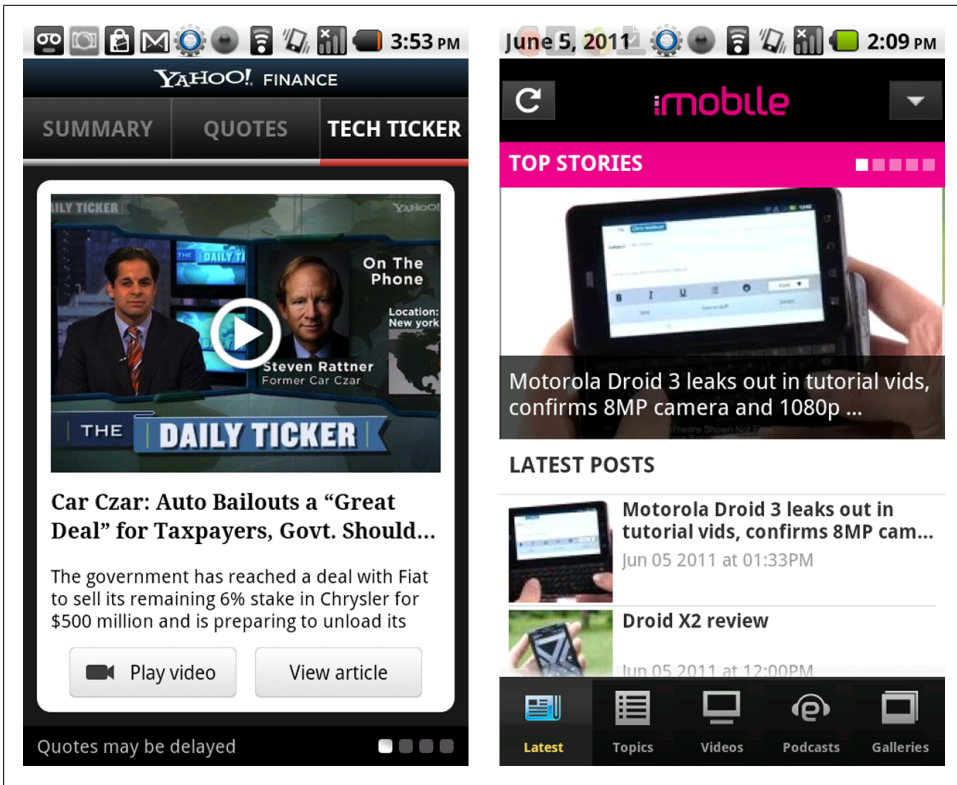 3:53 PM
YAHOO! FINANCE
SUMMARY
QUOTES
TECH TICKER
AILY TICKER
YAHOO!
THE DAILY TI
On The
Phone
Location:
New york
Steven Rattner
Former Car Czar
THE DAILY TICKER
Car Czar: Auto Bailouts a “Great
Deal” for Taxpayers, Govt. Should...
The government has reached a deal with Fiat
to sell its remaining 6% stake in Chrysler for
$500 million and is preparing to unload its
Play video
View article
Quotes may be delayed
June 5, 2011
2:09 PM
imobile
TOP STORIES
B I U
Motorola Droid 3 leaks out in tutorial vids,
confirms 8MP camera and 1080p ...
LATEST POSTS
Motorola Droid 3 leaks out in
tutorial vids, confirms 8MP cam...
Jun 05 2011 at 01:33PM
Droid X2 review
Jun 05 2011 at 12:00PM
Latest
Topics
Videos
Podcasts
Galleries